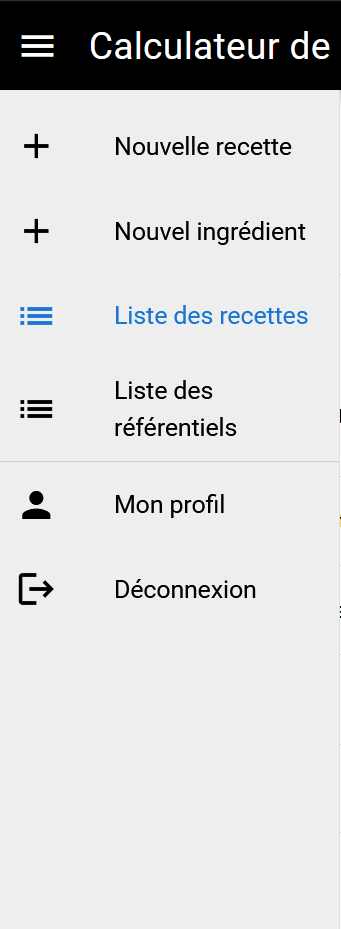 Calculateur de
Nouvelle recette
Nouvel ingrédient
Liste des recettes
Liste des
référentiels
Mon profil
Déconnexion